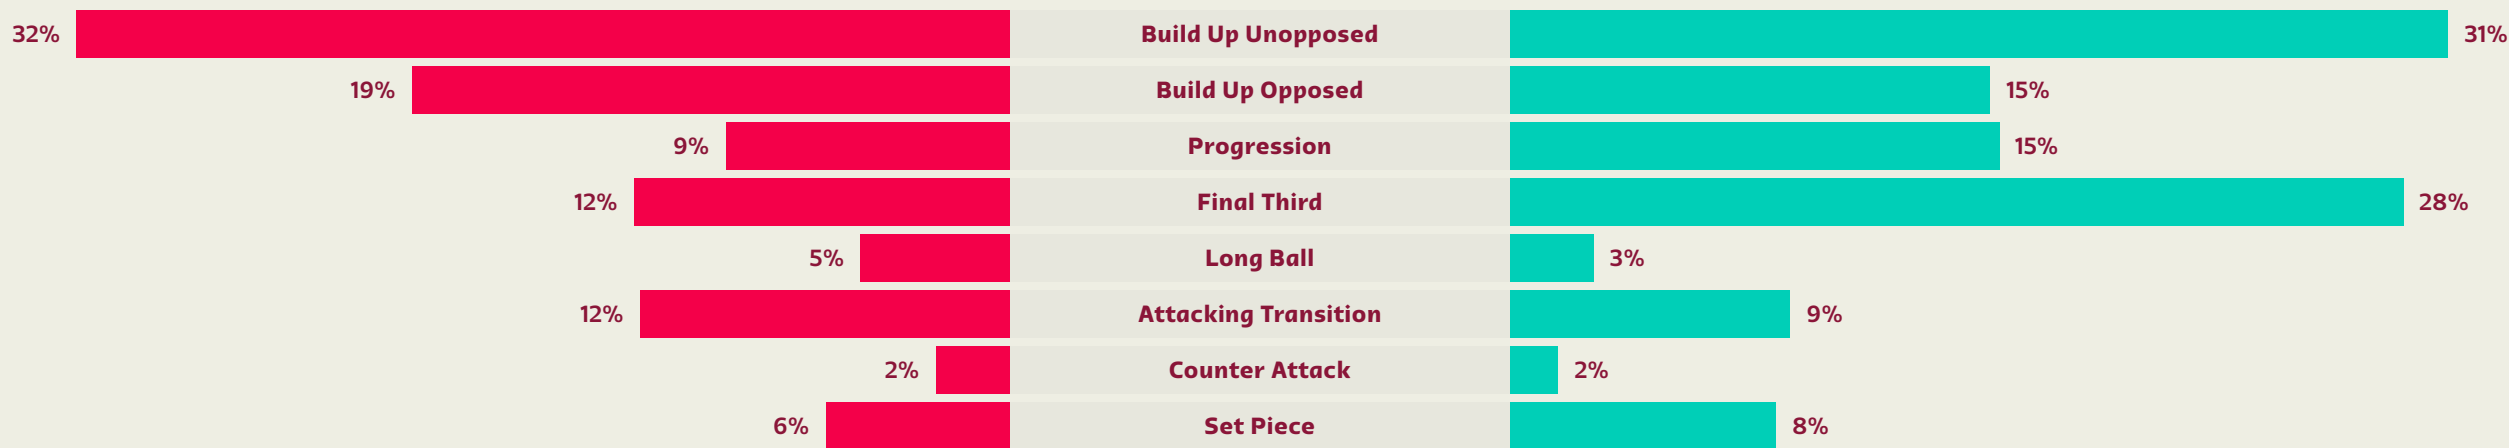 32% Build Up Unopposed 31%
19% Build Up Opposed 15%
9% Progression 15%
12% Final Third 28%
5% Long Ball 3%
12% Attacking Transition 9%
2% Counter Attack 2%
6% Set Piece 8%